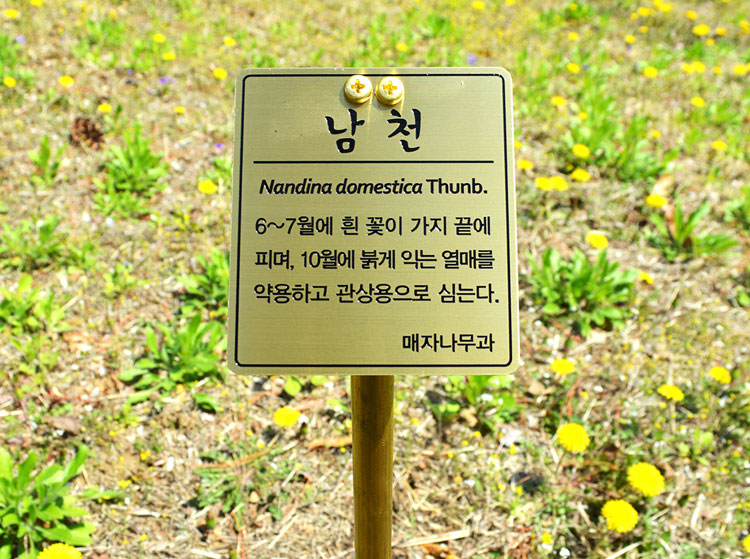 남천
Nandina domestica Thunb.
6~7월에 흰 꽃이 가지 끝에
피며, 10월에 붉게 익는 열매를
약용하고 관상용으로 심는다.
매자나무과